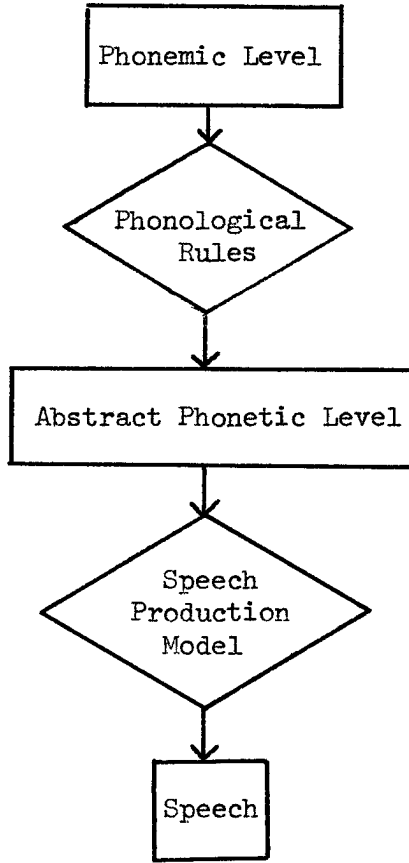 Phonemic Level
Phonological
Rules
Abstract Phonetic Level
Speech
Production
Model
Speech